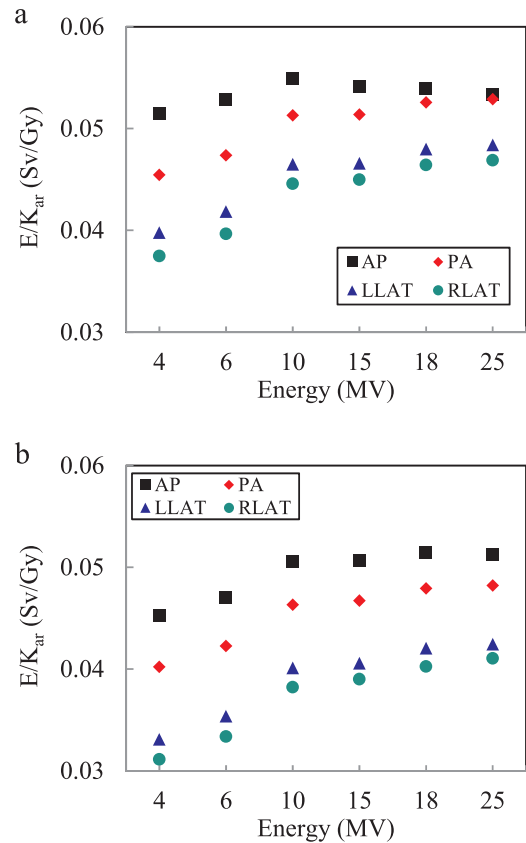 a
0.06
0.05
0.04
0.03
E/Kar (Sv/Gy)
AP PA
LLAT RLAT
4 6 10 15 18 25
Energy (MV)
b
0.06
0.05
0.04
0.03
E/Kar (Sv/Gy)
AP PA
LLAT RLAT
4 6 10 15 18 25
Energy (MV)